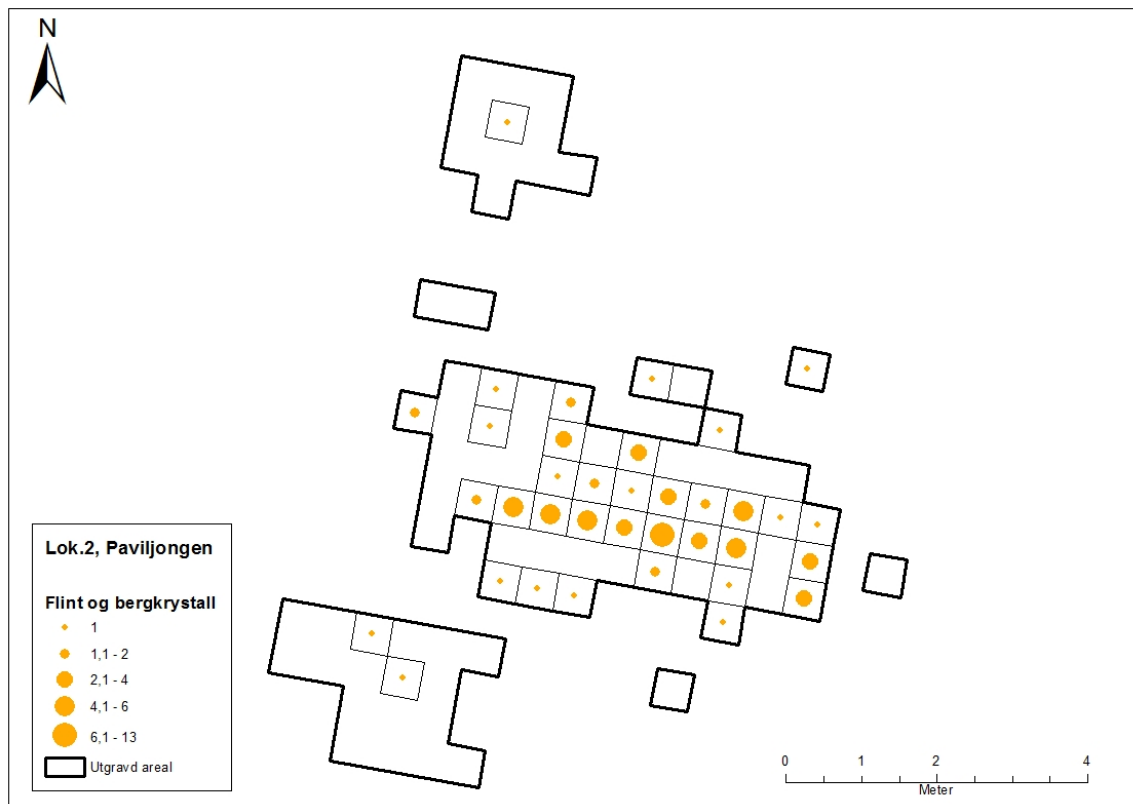 N
Lok.2, Paviljongen
Flint og bergkrystall
1
1,1 - 2
2,1 - 4
4,1 - 6
6,1 - 13
Utgravd areal
0 1 2 4
Meter